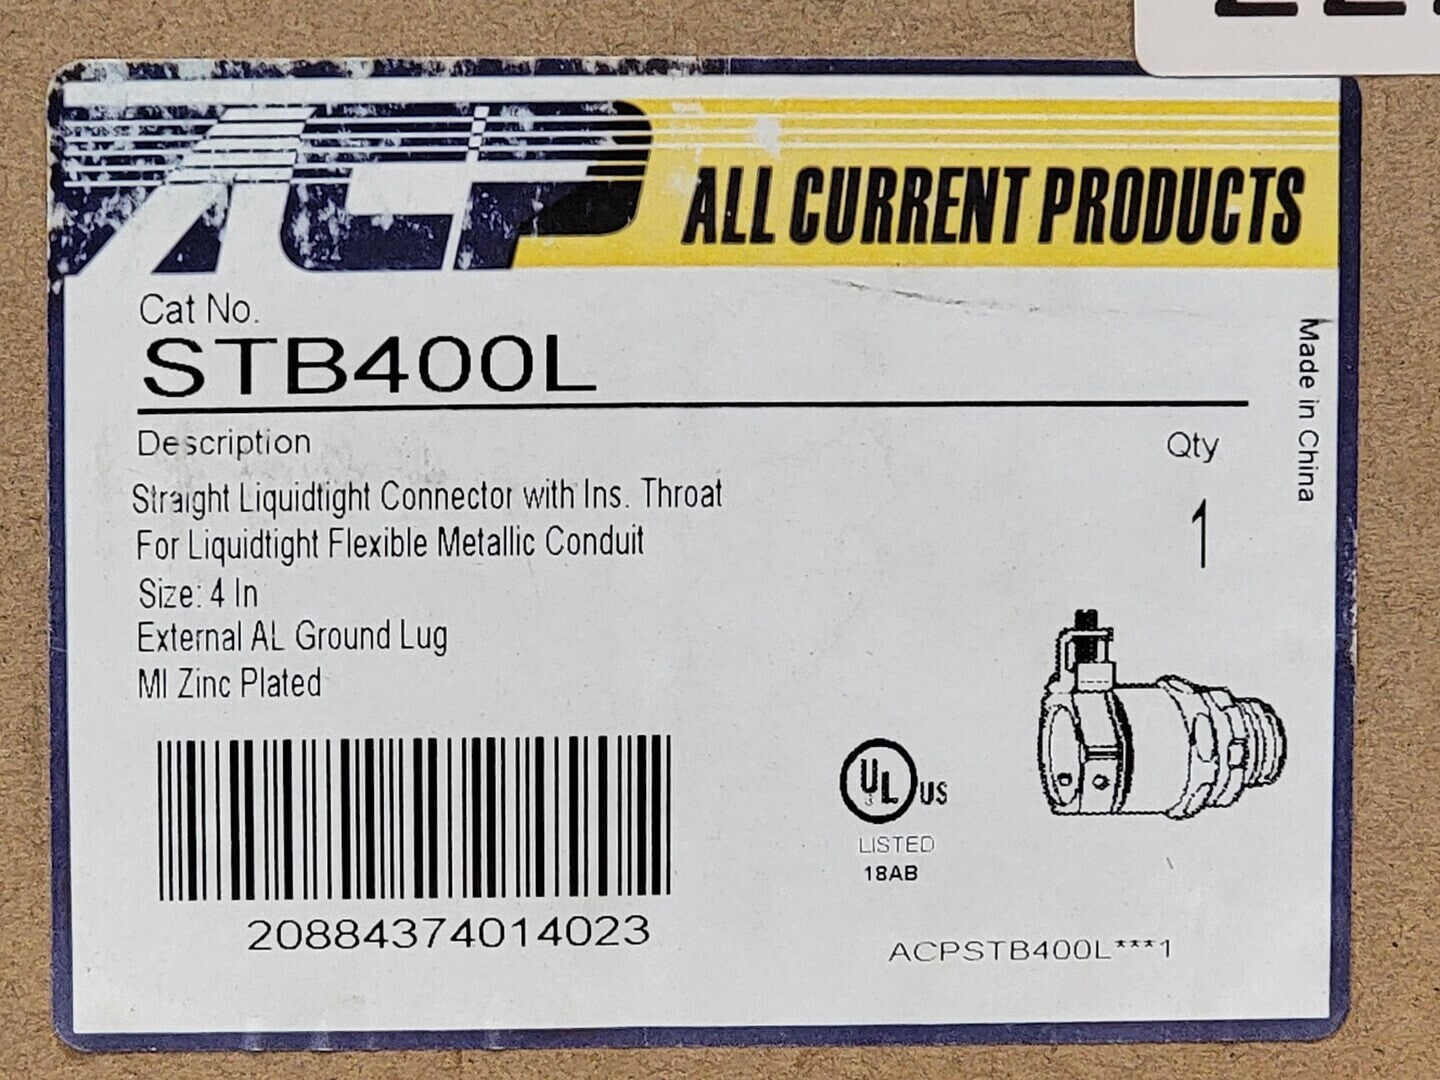 ACP
ALL CURRENT PRODUCTS
Cat No.
STB400L
Description
Qty
Straight Liquidtight Connector with Ins. Throat
1
For Liquidtight Flexible Metallic Conduit
Size: 4 In
External AL Ground Lug
MI Zinc Plated
Made in China
20884374014023
UL US
LISTED
18AB
ACPSTB400L***1